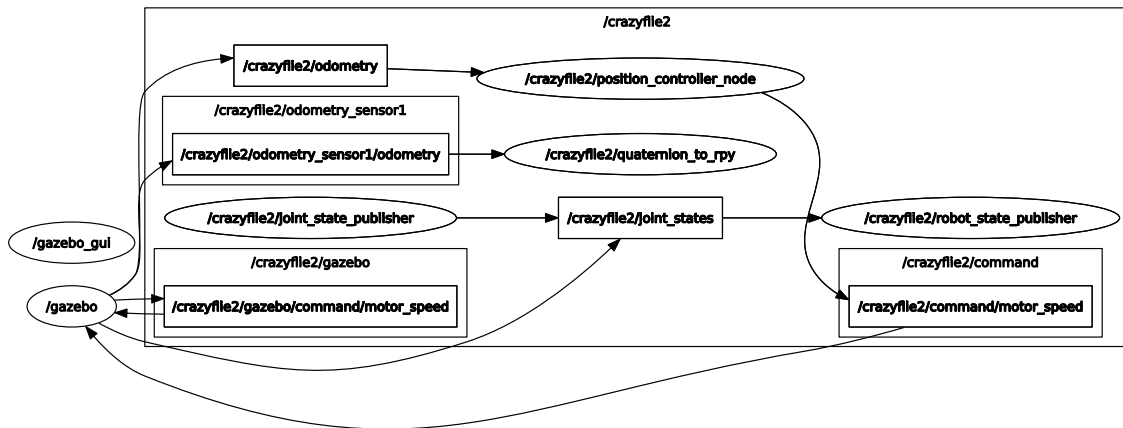 /crazyflie2
/crazyflie2/odometry
/crazyflie2/position_controller_node
/crazyflie2/odometry_sensor1
/crazyflie2/odometry_sensor1/odometry
/crazyflie2/quaternion_to_rpy
/crazyflie2/joint_state_publisher
/crazyflie2/joint_states
/crazyflie2/robot_state_publisher
/gazebo_gui
/crazyflie2/gazebo
/crazyflie2/command
/gazebo
/crazyflie2/gazebo/command/motor_speed
/crazyflie2/command/motor_speed